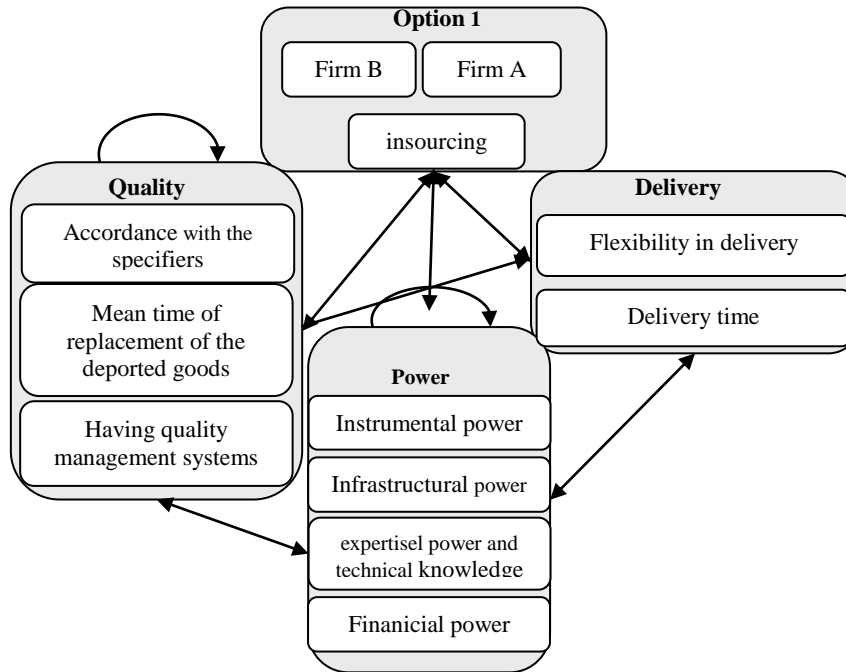 Option 1
Firm B
Firm A
insourcing
Quality
Accordance with the
specifiers
Mean time of
replacement of the
deported goods
Having quality
management systems
Delivery
Flexibility in delivery
Delivery time
Power
Instrumental power
Infrastructural power
expertisel power and
technical knowledge
Finanicial power